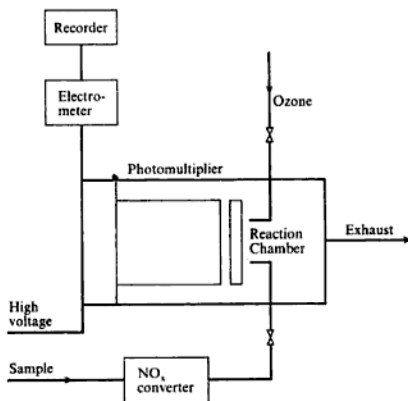 Recorder
Electro-
meter
Ozone
Photomultiplier
Reaction
Chamber
Exhaust
High
voltage
Sample
NOx
converter